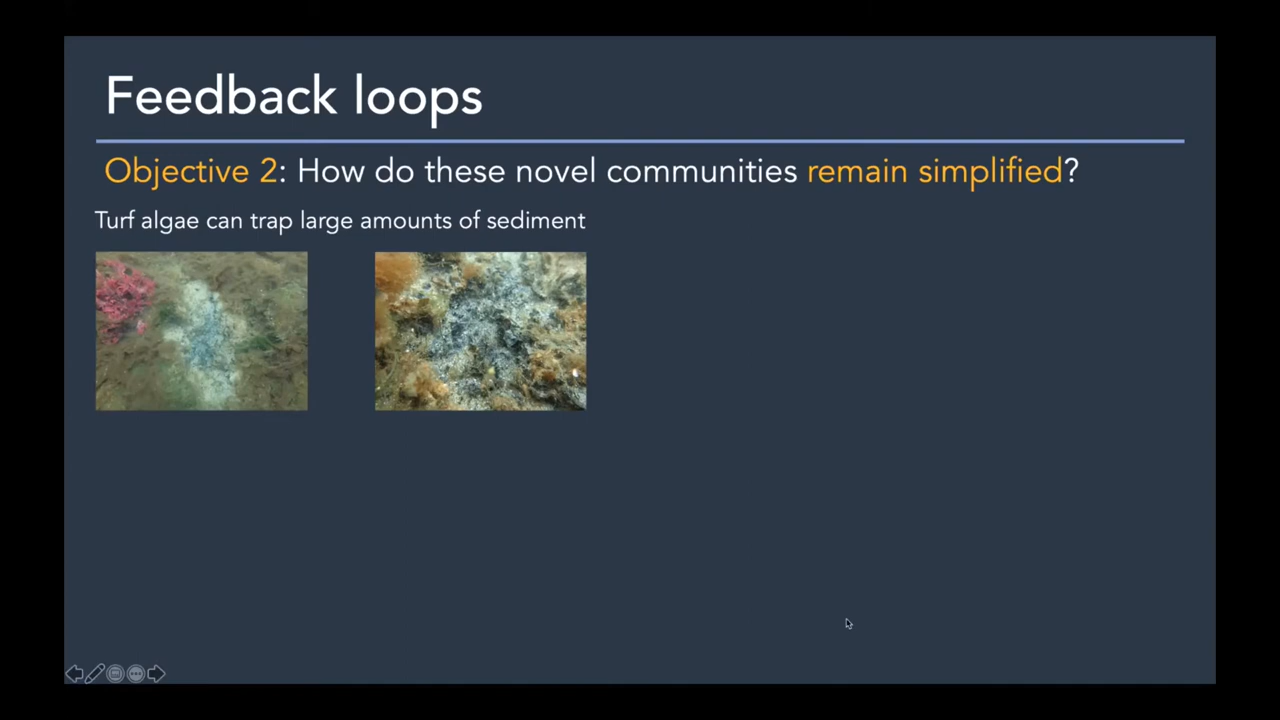 Feedback loops
Objective 2: How do these novel communities remain simplified?
Turf algae can trap large amounts of sediment